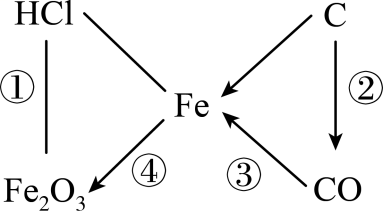 HCl C
① Fe ②
Fe₂O₃ ④ ③ CO